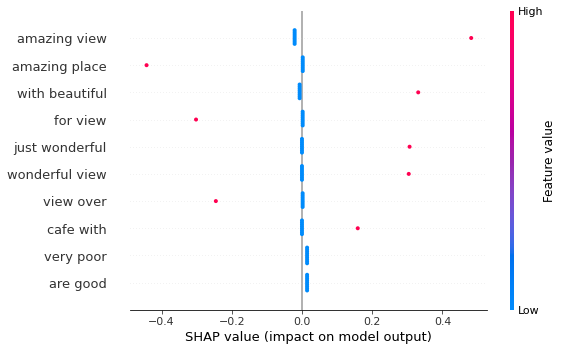 High
amazing view
amazing place
with beautiful
for view
just wonderful
wonderful view
view over
cafe with
very poor
are good
Feature value
Low
−0.4 −0.2 0.0 0.2 0.4
SHAP value (impact on model output)